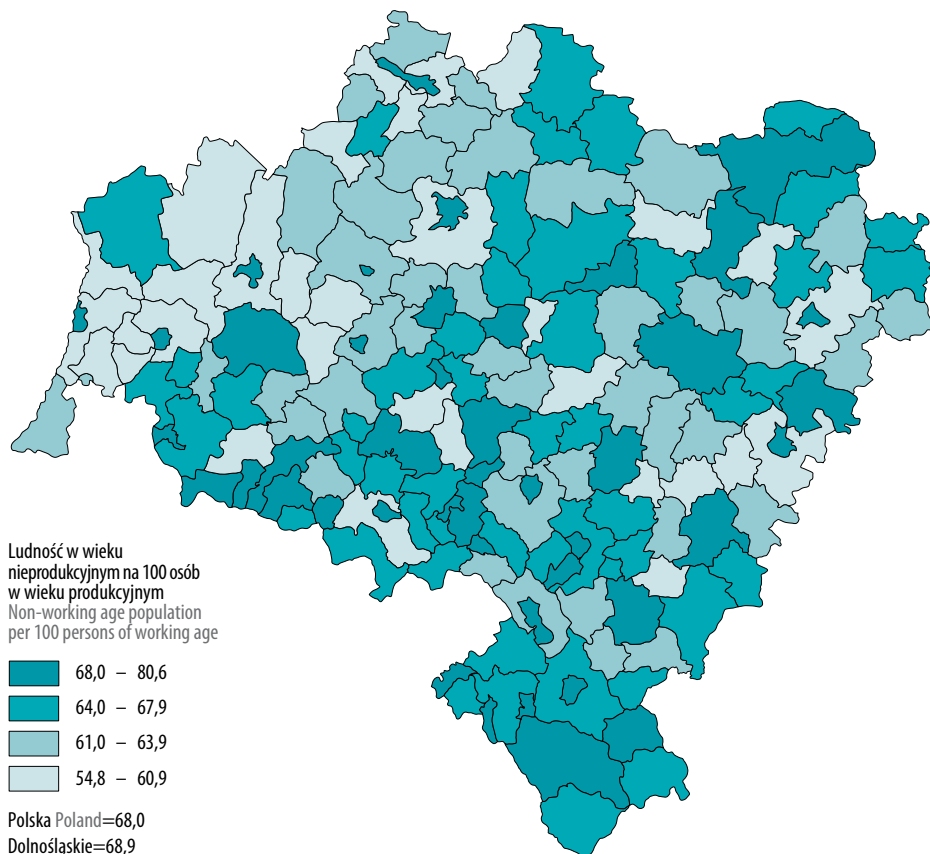 Ludność w wieku
nieprodukcyjnym na 100 osób
w wieku produkcyjnym
Non-working age population
per 100 persons of working age
68,0 – 80,6
64,0 – 67,9
61,0 – 63,9
54,8 – 60,9
Polska Poland=68,0
Dolnośląskie=68,9